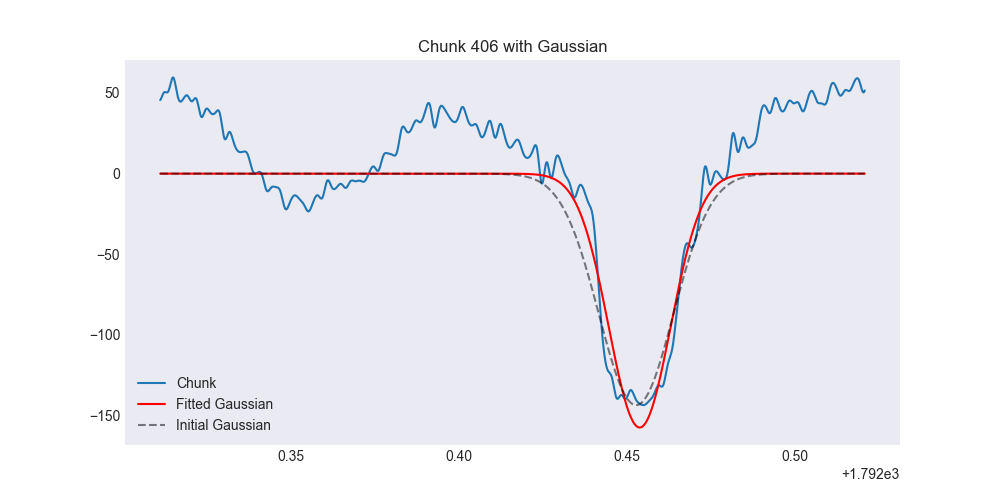 Chunk 406 with Gaussian
50
0
−50
−100
−150
Chunk
Fitted Gaussian
Initial Gaussian
0.35 0.40 0.45 0.50
+1.792e3